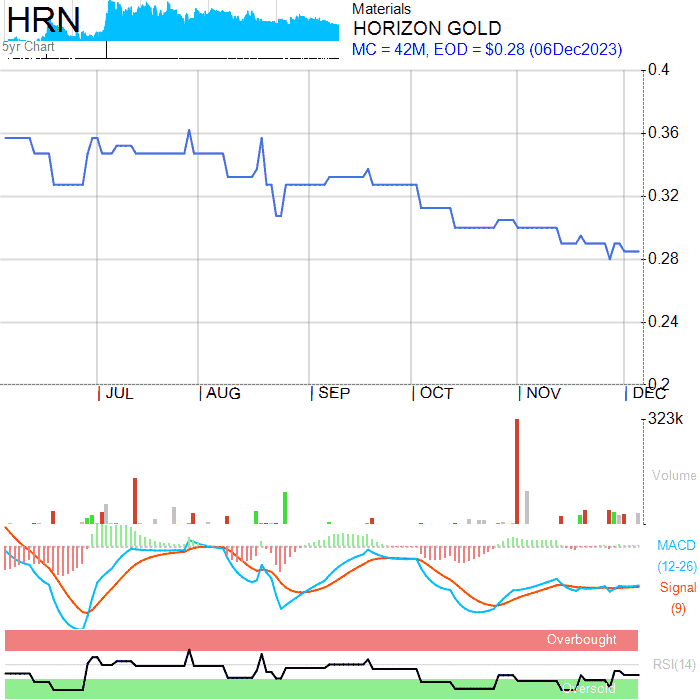 HRN
5yr Chart
Materials
HORIZON GOLD
MC = 42M, EOD = $0.28 (06Dec2023)
0.4
0.36
0.32
0.28
0.24
0.2
JUL
AUG
SEP
OCT
NOV
DEC
323k
Volume
MACD
(12-26)
Signal
(9)
Overbought
RSI(14)
Oversold